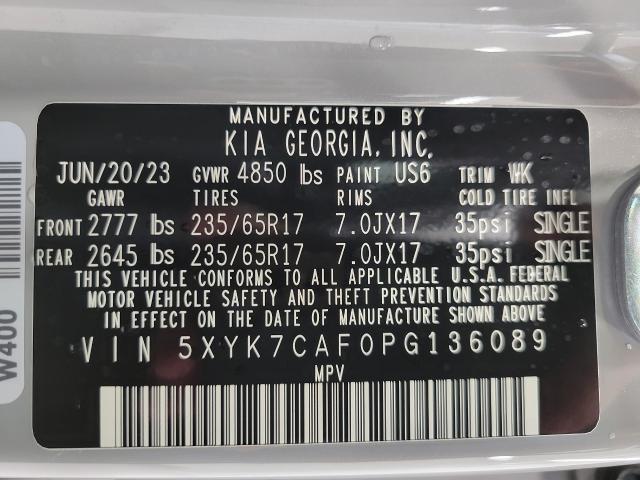 MANUFACTURED BY
KIA GEORGIA, INC.
JUN/20/23 GVWR 4850 lbs PAINT US6 TRIM WK
GAWR TIRES RIMS COLD TIRE INFL
FRONT 2777 lbs 235/65R17 7.0JX17 35psi SINGLE
REAR 2645 lbs 235/65R17 7.0JX17 35psi SINGLE
THIS VEHICLE CONFORMS TO ALL APPLICABLE U.S.A. FEDERAL
MOTOR VEHICLE SAFETY AND THEFT PREVENTION STANDARDS
IN EFFECT ON THE DATE OF MANUFACTURE SHOWN ABOVE
VIN 5XYK7CAF0PG136089
MPV
W400